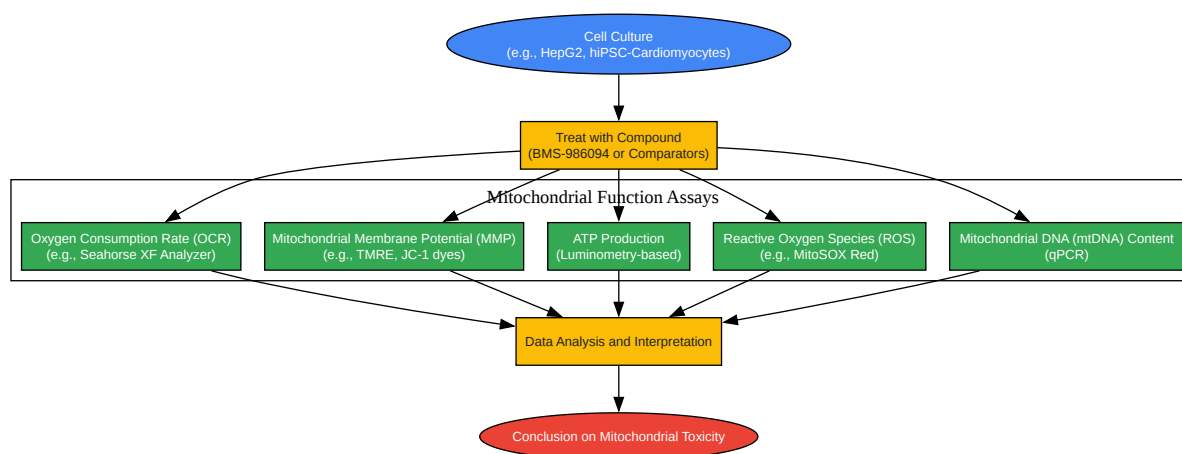 Cell Culture
(e.g., HepG2, hiPSC-Cardiomyocytes)
Treat with Compound
(BMS-986094 or Comparators)
Mitochondrial Function Assays
Oxygen Consumption Rate (OCR)
(e.g., Seahorse XF Analyzer)
Mitochondrial Membrane Potential (MMP)
(e.g., TMRE, JC-1 dyes)
ATP Production
(Luminometry-based)
Reactive Oxygen Species (ROS)
(e.g., MitoSOX Red)
Mitochondrial DNA (mtDNA) Content
(qPCR)
Data Analysis and Interpretation
Conclusion on Mitochondrial Toxicity